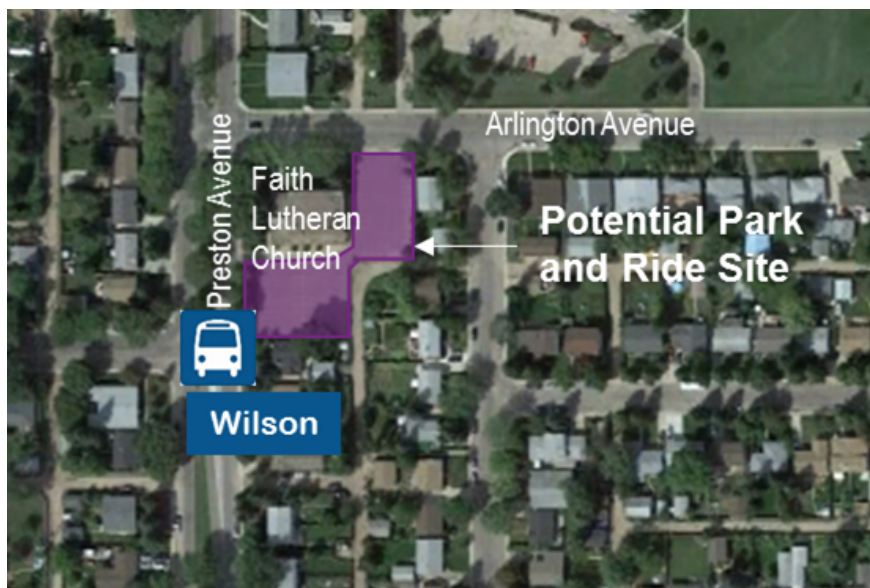 Arlington Avenue
Preston Avenue
Faith
Lutheran
Church
Potential Park
and Ride Site
Wilson